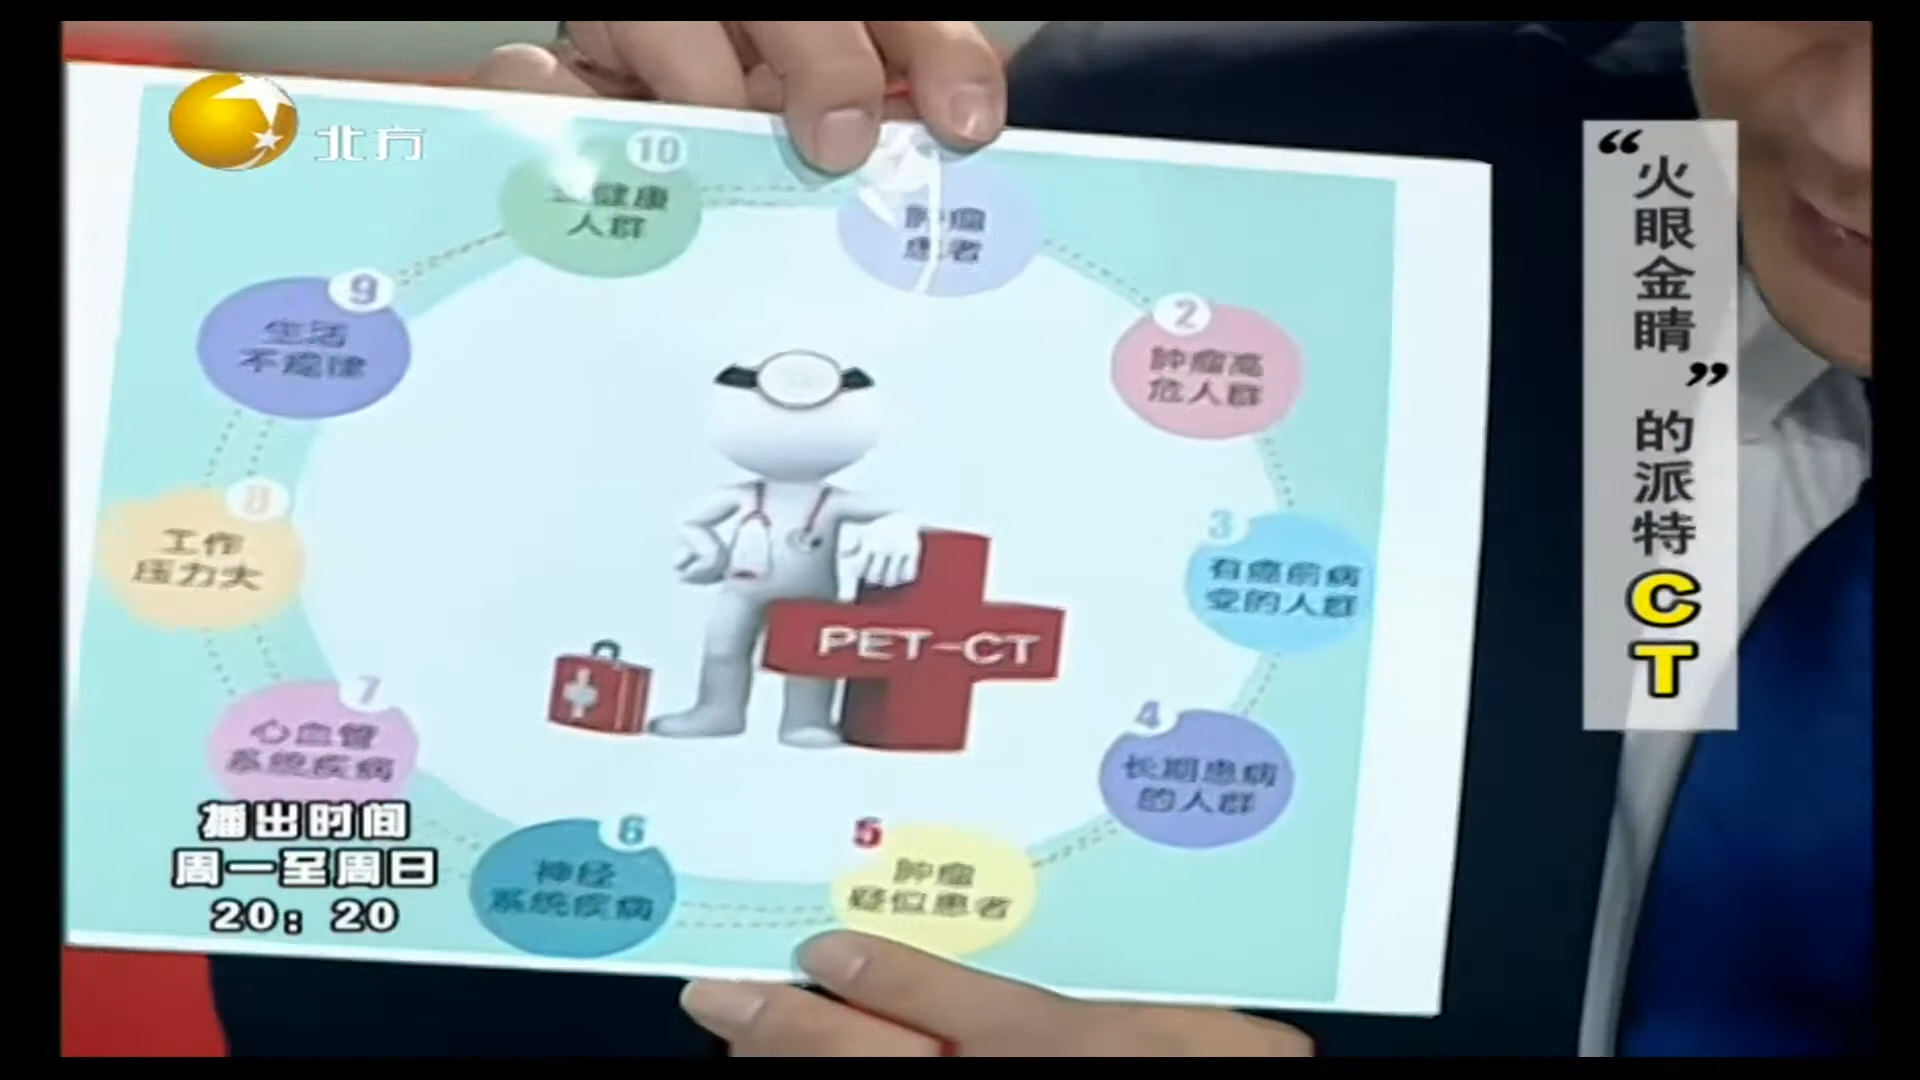 北方
10
健康
人群
肿瘤
患者
2
肿瘤高
危人群
3
有癌前病
变的人群
4
长期患病
的人群
5
肿瘤
疑似患者
6
神经
系统疾病
7
心血管
系统疾病
8
工作
压力大
9
生活
不规律
PET-CT
“火眼金睛”的派特CT
播出时间
周一至周日
20：20